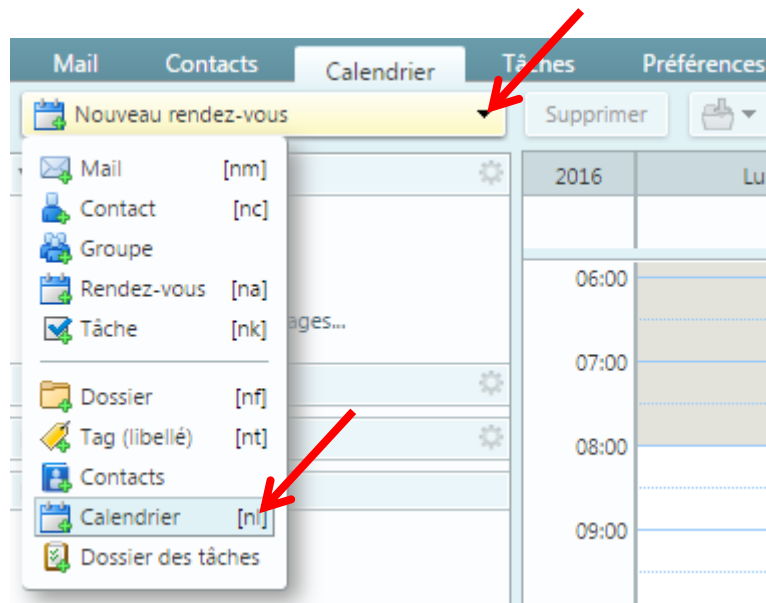 Mail Contacts Calendrier Tâches Préférences
Nouveau rendez-vous Supprimer
Mail [nm]
2016 Lu
Contact [nc]
Groupe
Rendez-vous [na]
06:00
Tâche [nk]
ages...
07:00
Dossier [nf]
Tag (libellé) [nt]
08:00
Contacts
Calendrier [nl]
09:00
Dossier des tâches